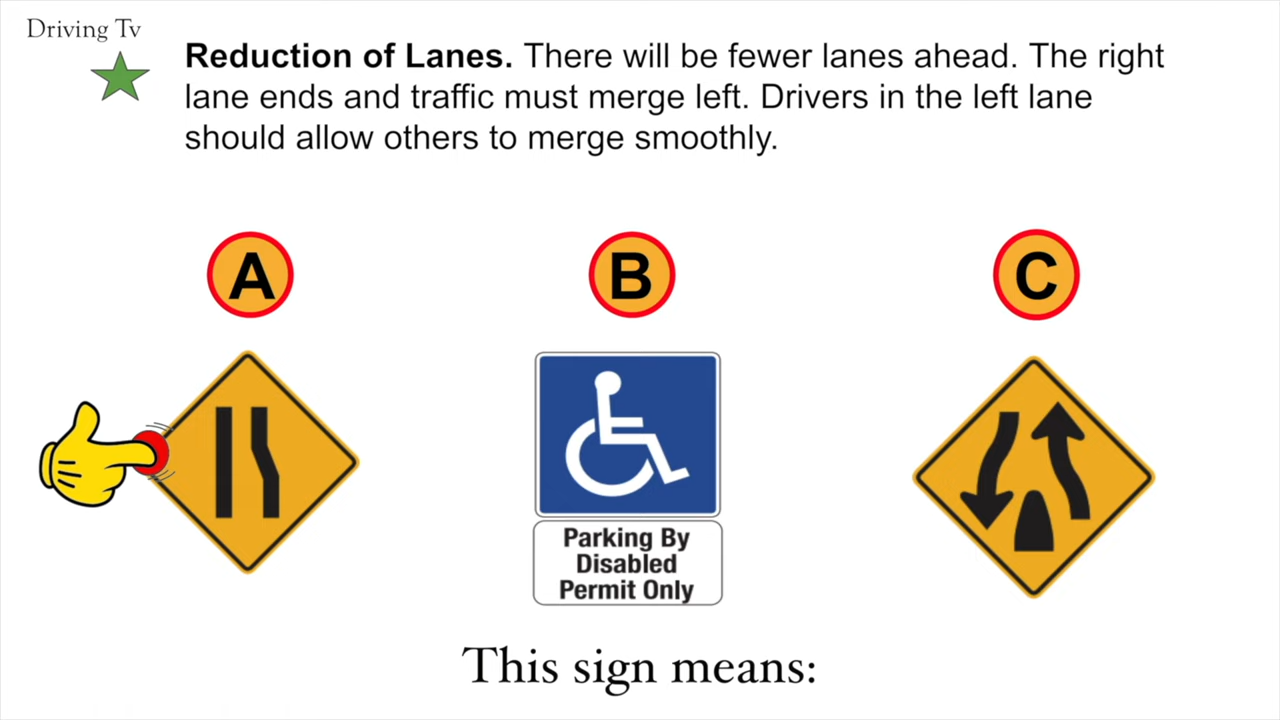 Driving Tv
Reduction of Lanes. There will be fewer lanes ahead. The right
lane ends and traffic must merge left. Drivers in the left lane
should allow others to merge smoothly.
A
B
C
Parking By
Disabled
Permit Only
This sign means: